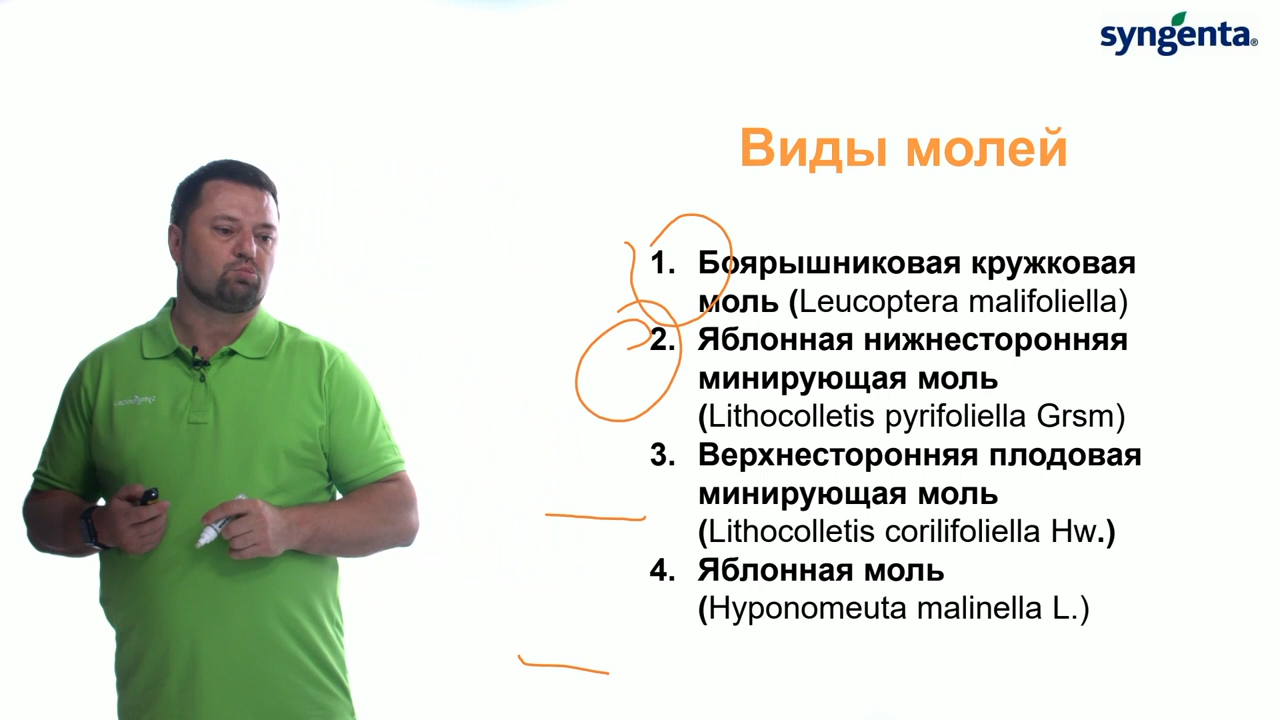 syngenta®
Виды молей
1. Боярышниковая кружковая
моль (Leucoptera malifoliella)
2. Яблонная нижнесторонняя
минирующая моль
(Lithocolletis pyrifoliella Grsm)
3. Верхнесторонняя плодовая
минирующая моль
(Lithocolletis corilifoliella Hw.)
4. Яблонная моль
(Hyponomeuta malinella L.)